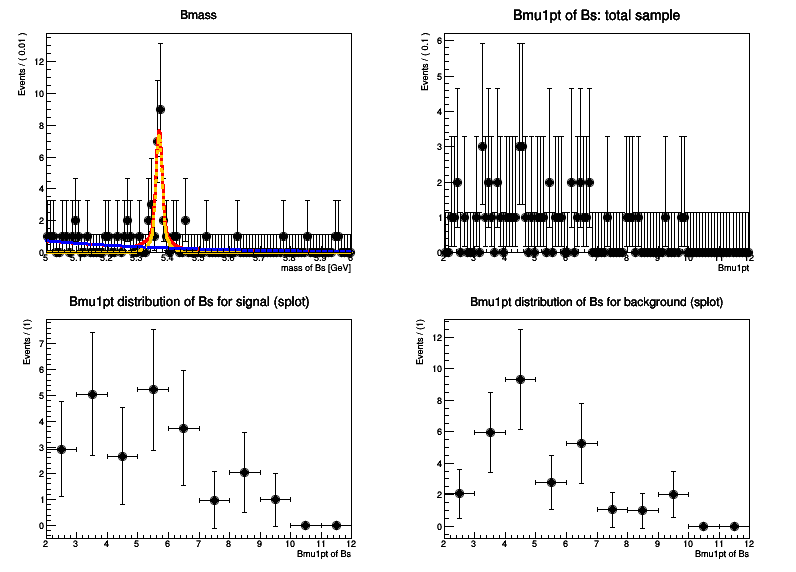 Bmass
Events / ( 0.01 )
12
10
8
6
4
2
0
5 5.1 5.2 5.3 5.4 5.5 5.6 5.7 5.8 5.9 6
mass of Bs [GeV]
Bmu1pt of Bs: total sample
Events / ( 0.1 )
6
5
4
3
2
1
0
2 3 4 5 6 7 8 9 10 12
Bmu1pt
Bmu1pt distribution of Bs for signal (splot)
Events / (1)
7
6
5
4
3
2
1
0
2 3 4 5 6 7 8 9 10 11 12
Bmu1pt of Bs
Bmu1pt distribution of Bs for background (splot)
Events / (1)
12
10
8
6
4
2
0
2 3 4 5 6 7 8 9 10 11 12
Bmu1pt of Bs